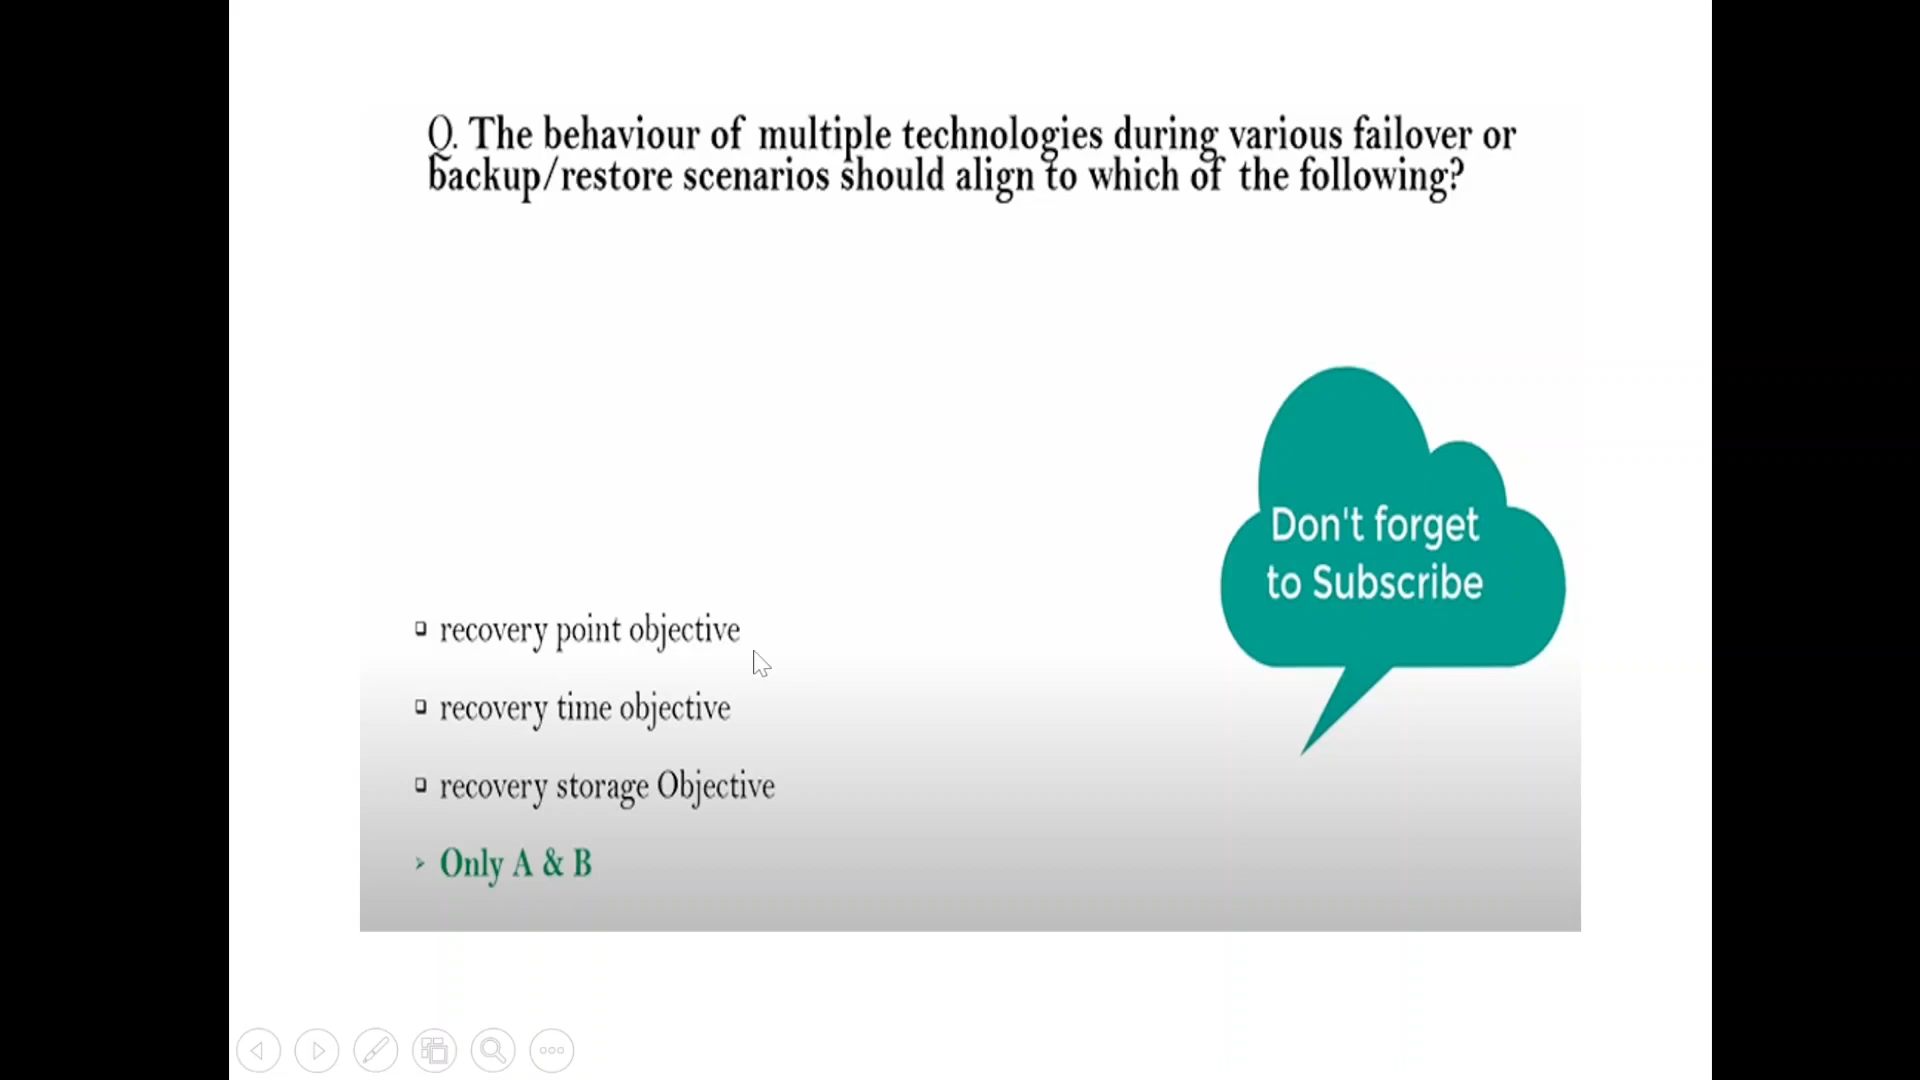 Q. The behaviour of multiple technologies during various failover or
backup/restore scenarios should align to which of the following?
Don't forget
to Subscribe
recovery point objective
recovery time objective
recovery storage Objective
Only A & B